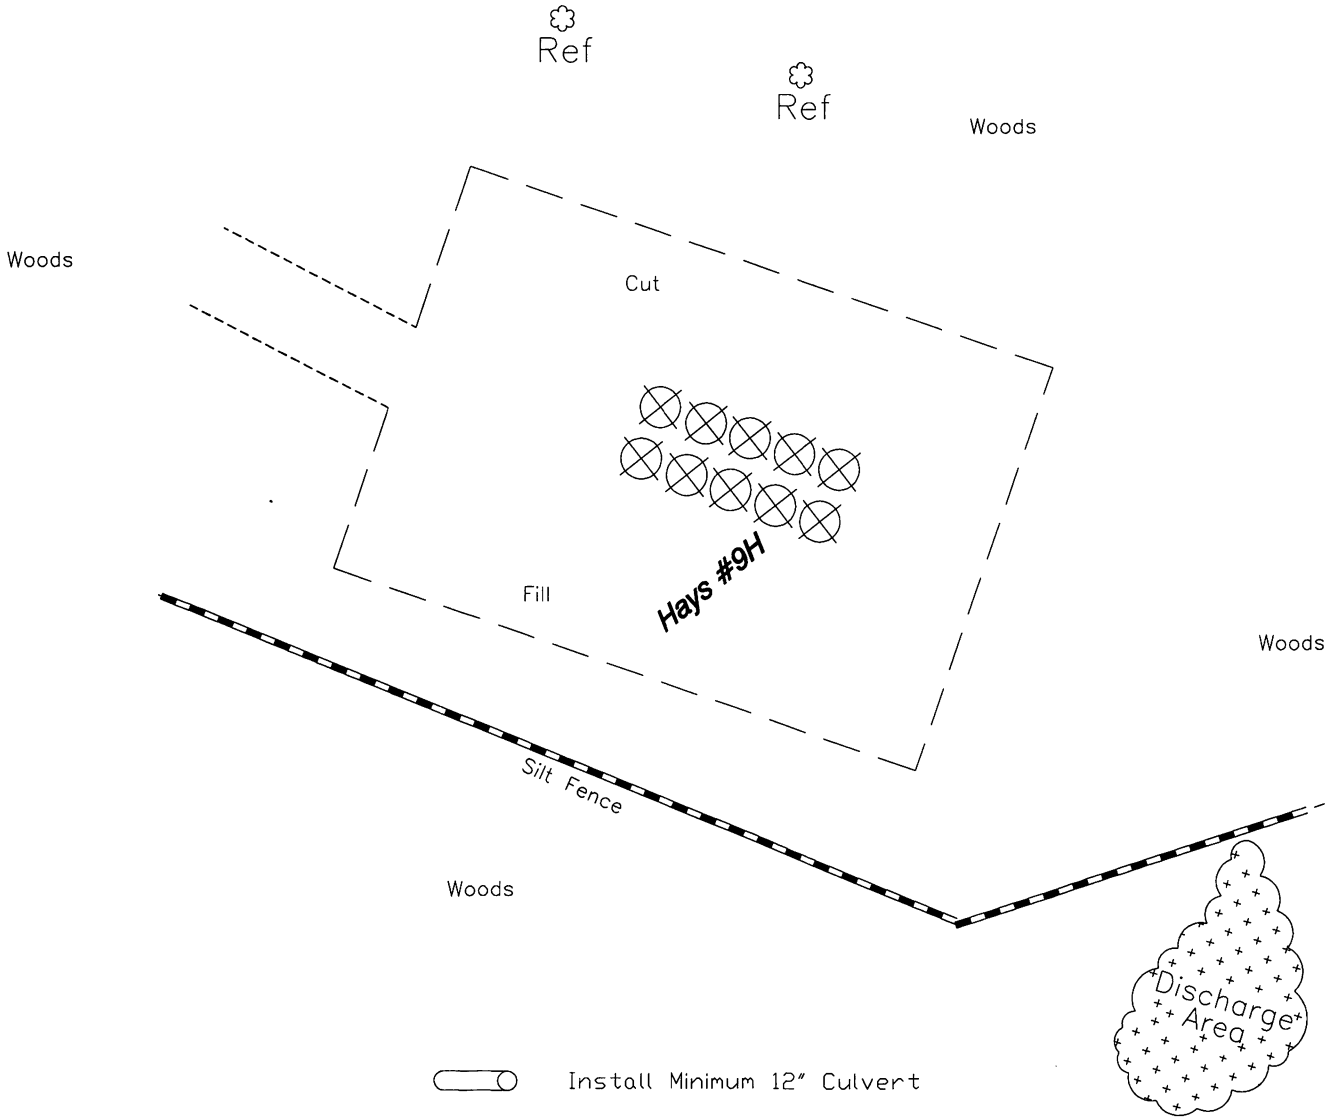 Ref
Ref
Woods
Woods
Cut
Hays #9H
Fill
Woods
Silt Fence
Woods
Discharge
Area
Install Minimum 12" Culvert